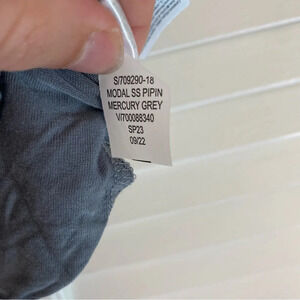 S/709290-18
MODAL SS PIPIN
MERCURY GREY
V/700088340
SP23
09/22